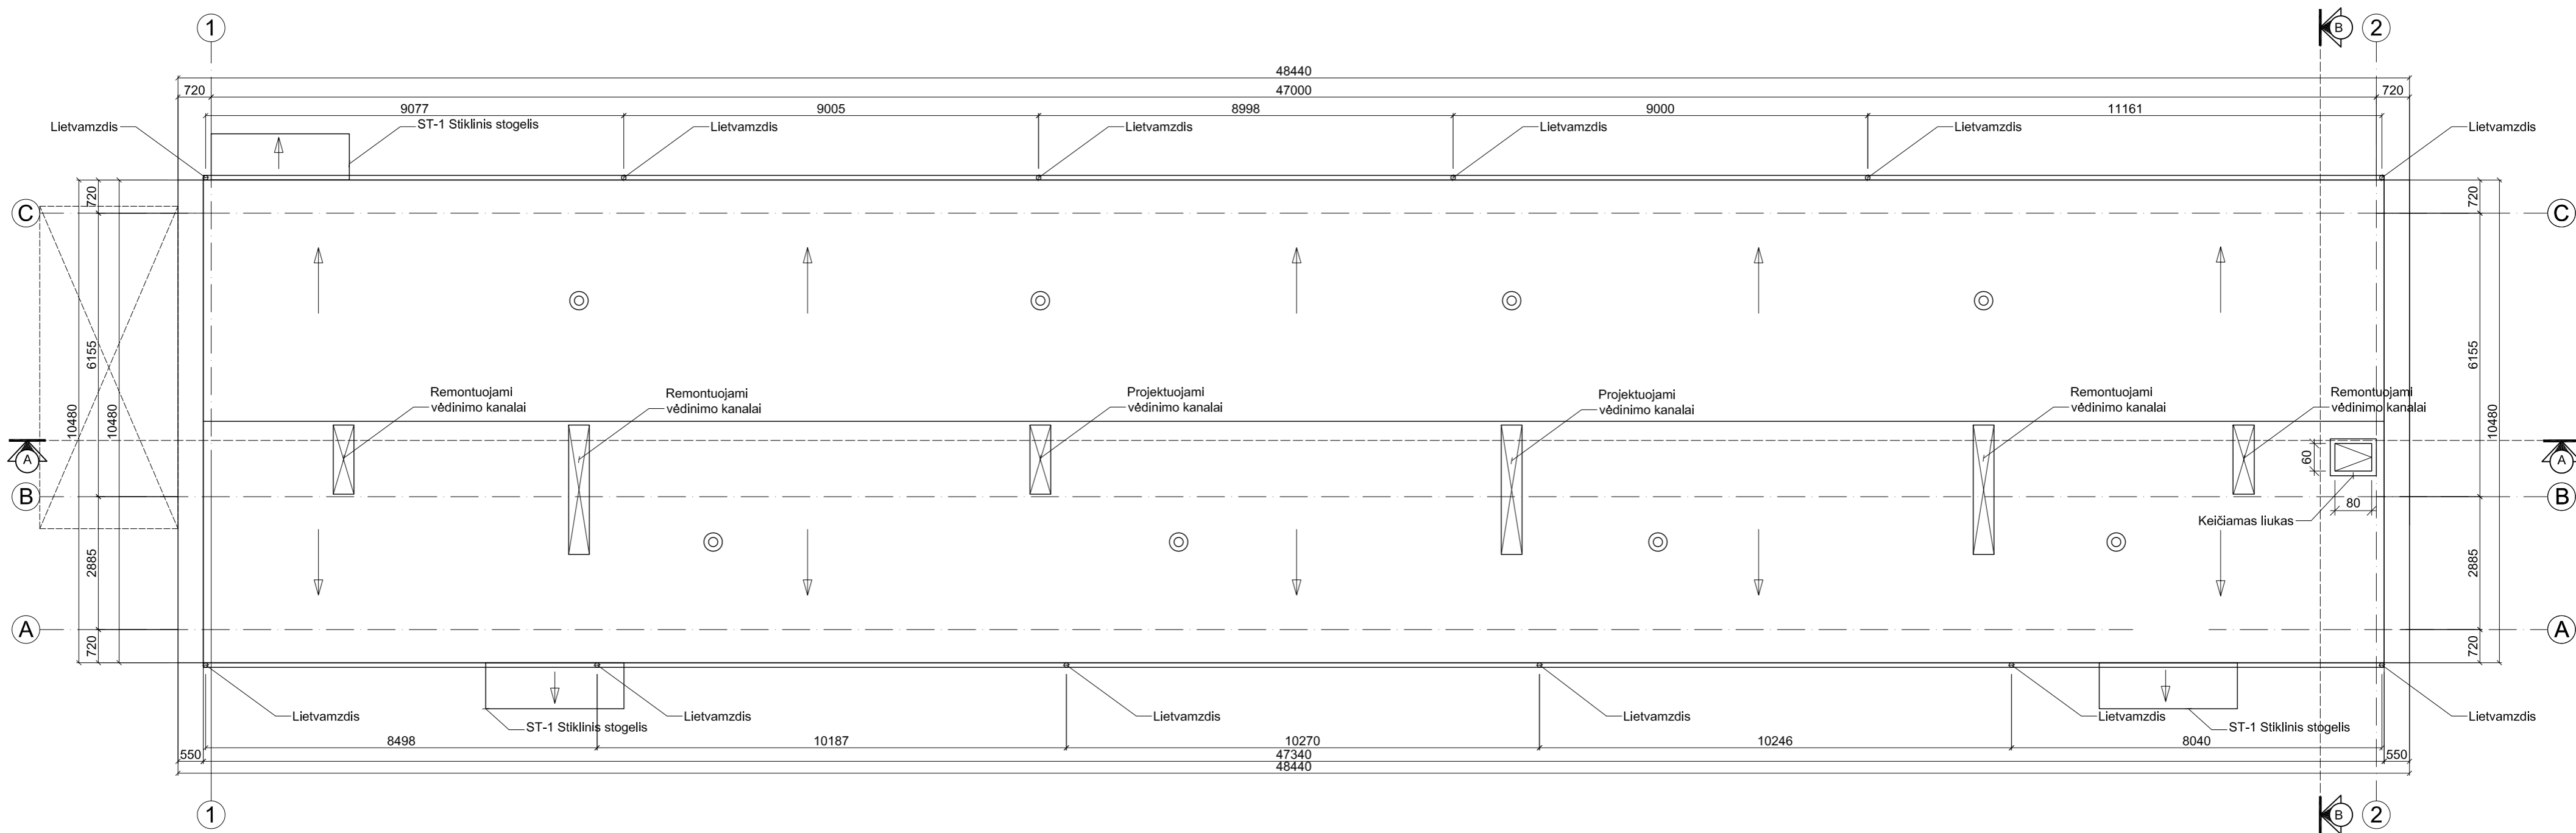 1
B
2
48440
720
47000
720
9077
9005
8998
9000
11161
Lietvamzdis
ST-1 Stiklinis stogelis
Lietvamzdis
Lietvamzdis
Lietvamzdis
Lietvamzdis
Lietvamzdis
720
720
C
C
6155
6155
10480
10480
10480
Remontuojami
vėdinimo kanalai
Remontuojami
vėdinimo kanalai
Projektuojami
vėdinimo kanalai
Projektuojami
vėdinimo kanalai
Remontuojami
vėdinimo kanalai
Remontuojami
vėdinimo kanalai
A
60
A
B
80
B
Keičiamas liukas
2885
2885
A
A
720
720
Lietvamzdis
ST-1 Stiklinis stogelis
Lietvamzdis
Lietvamzdis
Lietvamzdis
Lietvamzdis
ST-1 Stiklinis stogelis
Lietvamzdis
8498
10187
10270
10246
8040
550
47340
550
48440
1
B
2